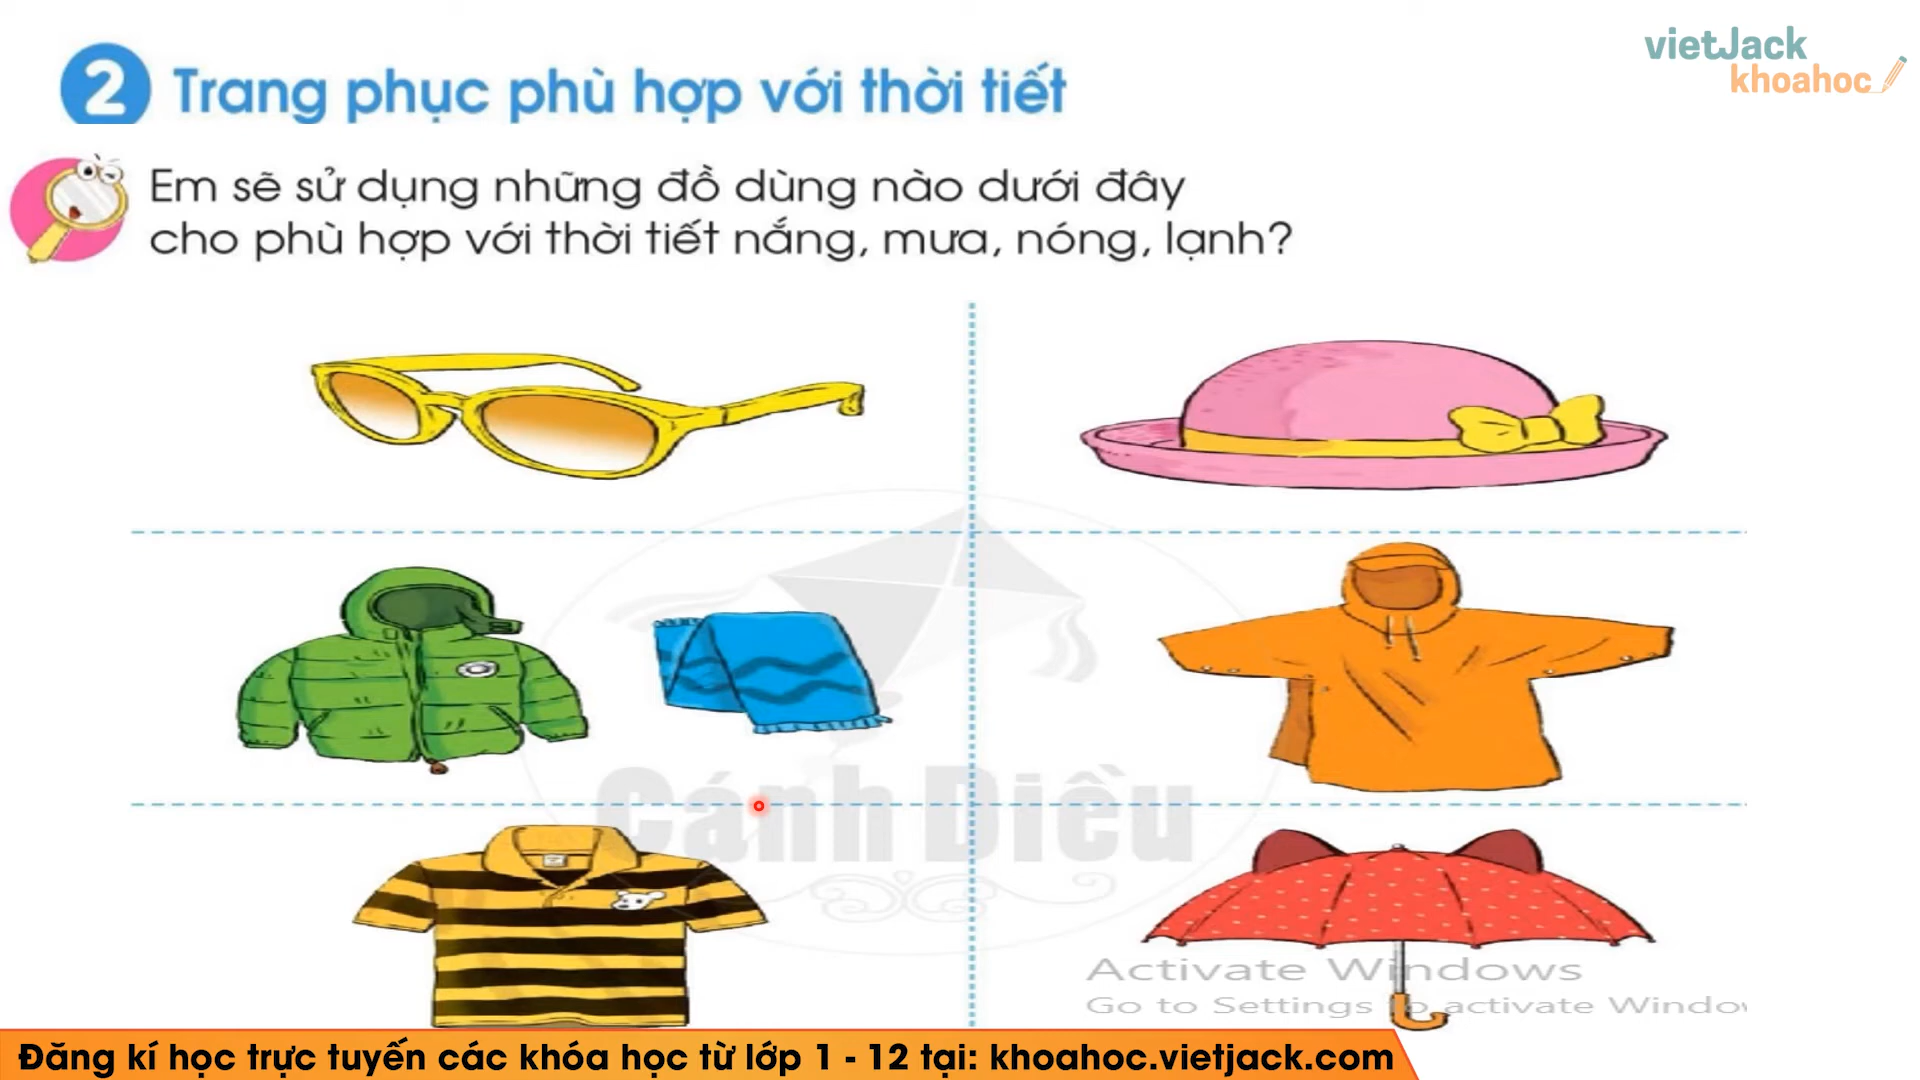 vietJack
khoahoc
2 Trang phục phù hợp với thời tiết
Em sẽ sử dụng những đồ dùng nào dưới đây
cho phù hợp với thời tiết nắng, mưa, nóng, lạnh?
Cánh Diều
Activate Windows
Go to Settings to activate Windo
Đăng kí học trực tuyến các khóa học từ lớp 1 - 12 tại: khoahoc.vietjack.com